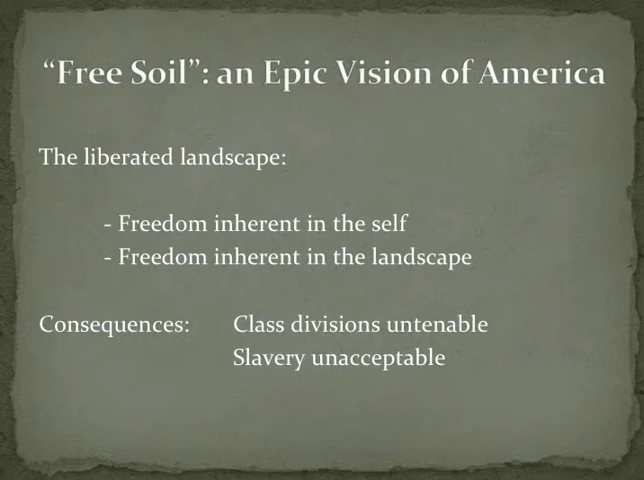 “Free Soil”: an Epic Vision of America
The liberated landscape:
- Freedom inherent in the self
- Freedom inherent in the landscape
Consequences: Class divisions untenable
Slavery unacceptable